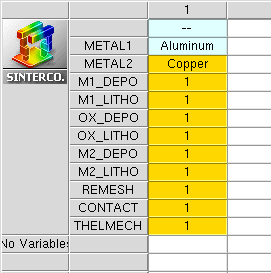 1
--
METAL1 Aluminum
METAL2 Copper
M1_DEPO 1
M1_LITHO 1
OX_DEPO 1
OX_LITHO 1
M2_DEPO 1
M2_LITHO 1
REMESH 1
CONTACT 1
THELMECH 1
SINTERCO.
No Variables